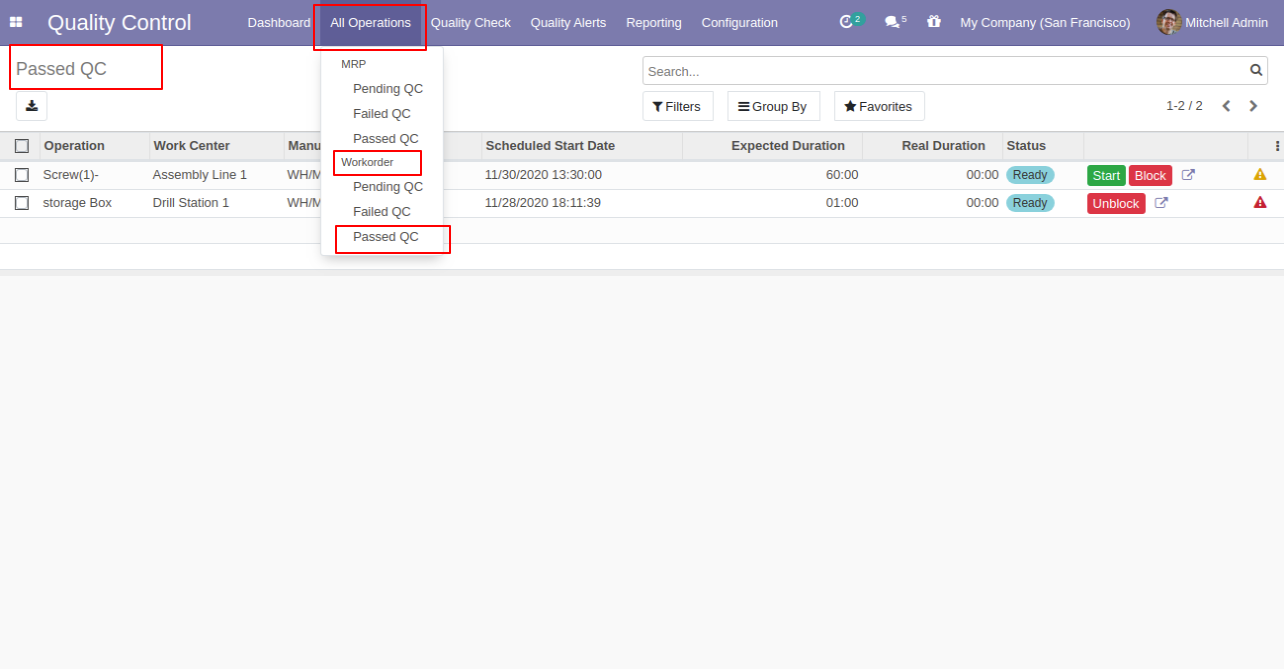 Quality Control Dashboard All Operations Quality Check Quality Alerts Reporting Configuration 2 5 My Company (San Francisco) Mitchell Admin
Passed QC
Search...
Filters Group By Favorites 1-2 / 2
MRP
Pending QC
Failed QC
Passed QC
Workorder
Pending QC
Failed QC
Passed QC
Operation Work Center Manu Scheduled Start Date Expected Duration Real Duration Status
Screw(1)- Assembly Line 1 WH/M 11/30/2020 13:30:00 60:00 00:00 Ready Start Block
storage Box Drill Station 1 WH/M 11/28/2020 18:11:39 01:00 00:00 Ready Unblock